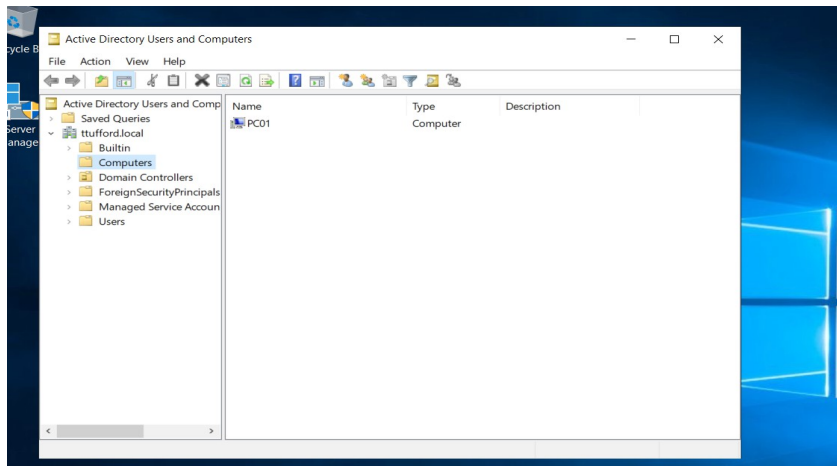 Active Directory Users and Computers
File Action View Help
cycle B
Server
anage
Active Directory Users and Comp
Saved Queries
ttufford.local
Builtin
Computers
Domain Controllers
ForeignSecurityPrincipals
Managed Service Accoun
Users
Name Type Description
PC01 Computer